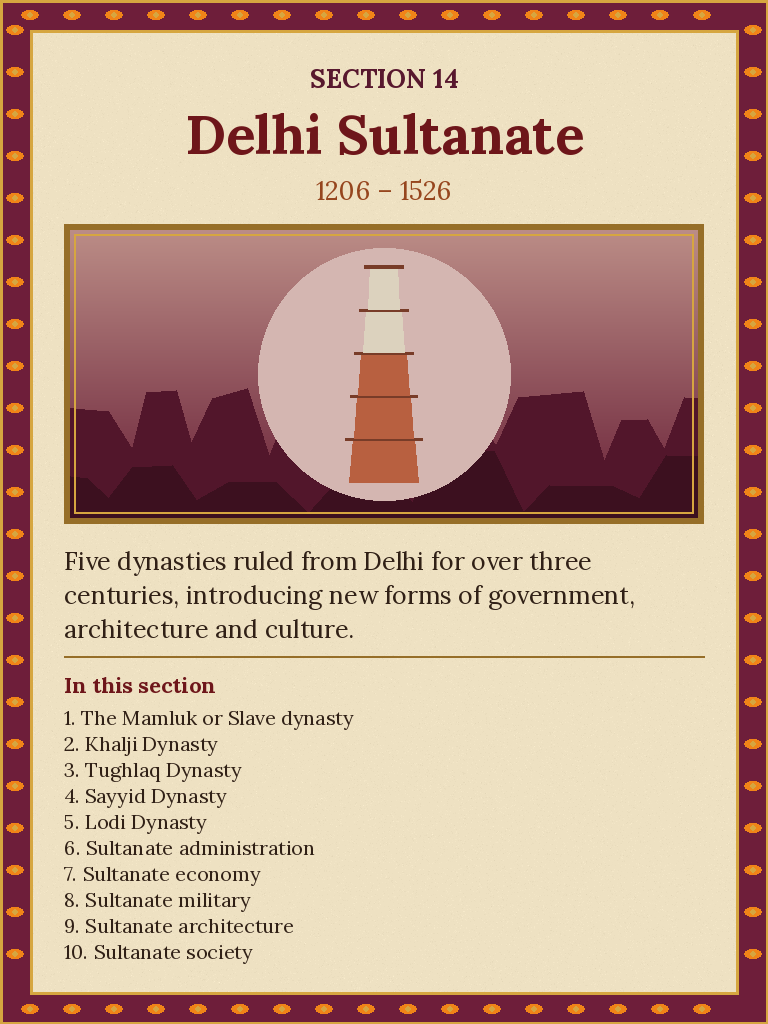 SECTION 14
Delhi Sultanate
1206 – 1526
Five dynasties ruled from Delhi for over three
centuries, introducing new forms of government,
architecture and culture.
In this section
1. The Mamluk or Slave dynasty
2. Khalji Dynasty
3. Tughlaq Dynasty
4. Sayyid Dynasty
5. Lodi Dynasty
6. Sultanate administration
7. Sultanate economy
8. Sultanate military
9. Sultanate architecture
10. Sultanate society